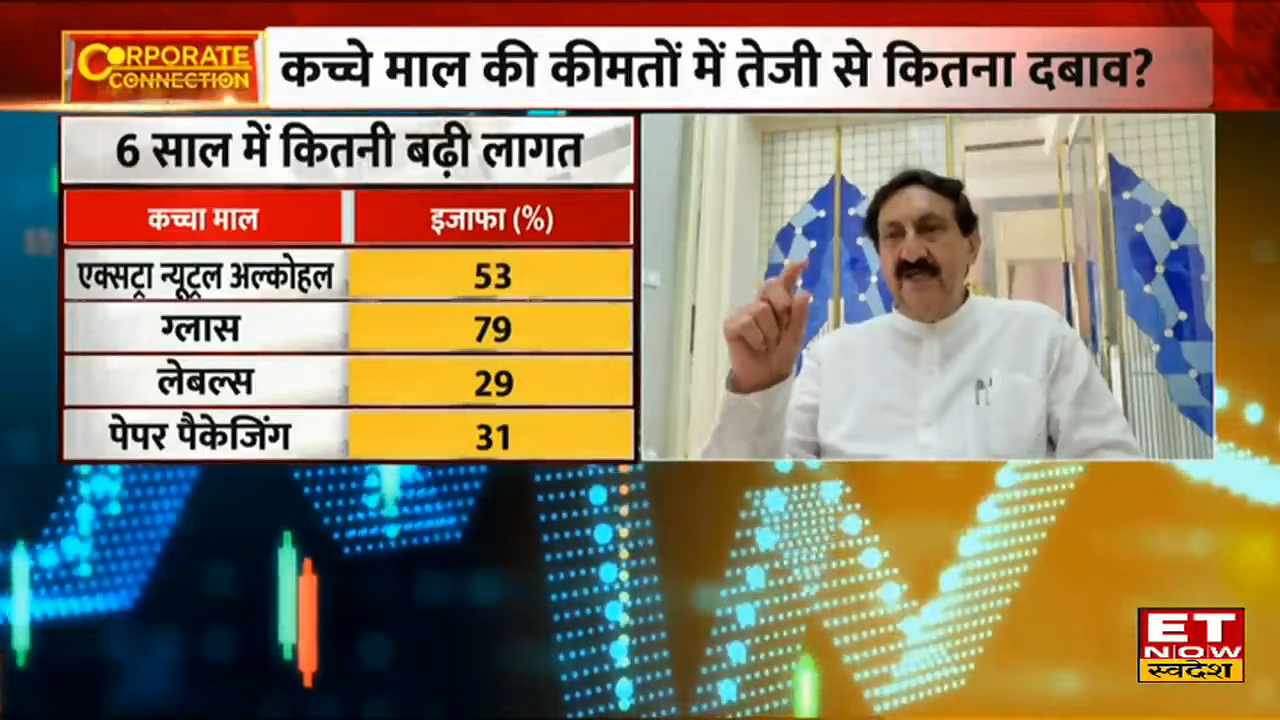 CORPORATE
CONNECTION
कच्चे माल की कीमतों में तेजी से कितना दबाव?
6 साल में कितनी बढ़ी लागत
कच्चा माल इजाफा (%)
एक्सट्रा न्यूट्रल अल्कोहल 53
ग्लास 79
लेबल्स 29
पेपर पैकेजिंग 31
ET
NOW
स्वदेश